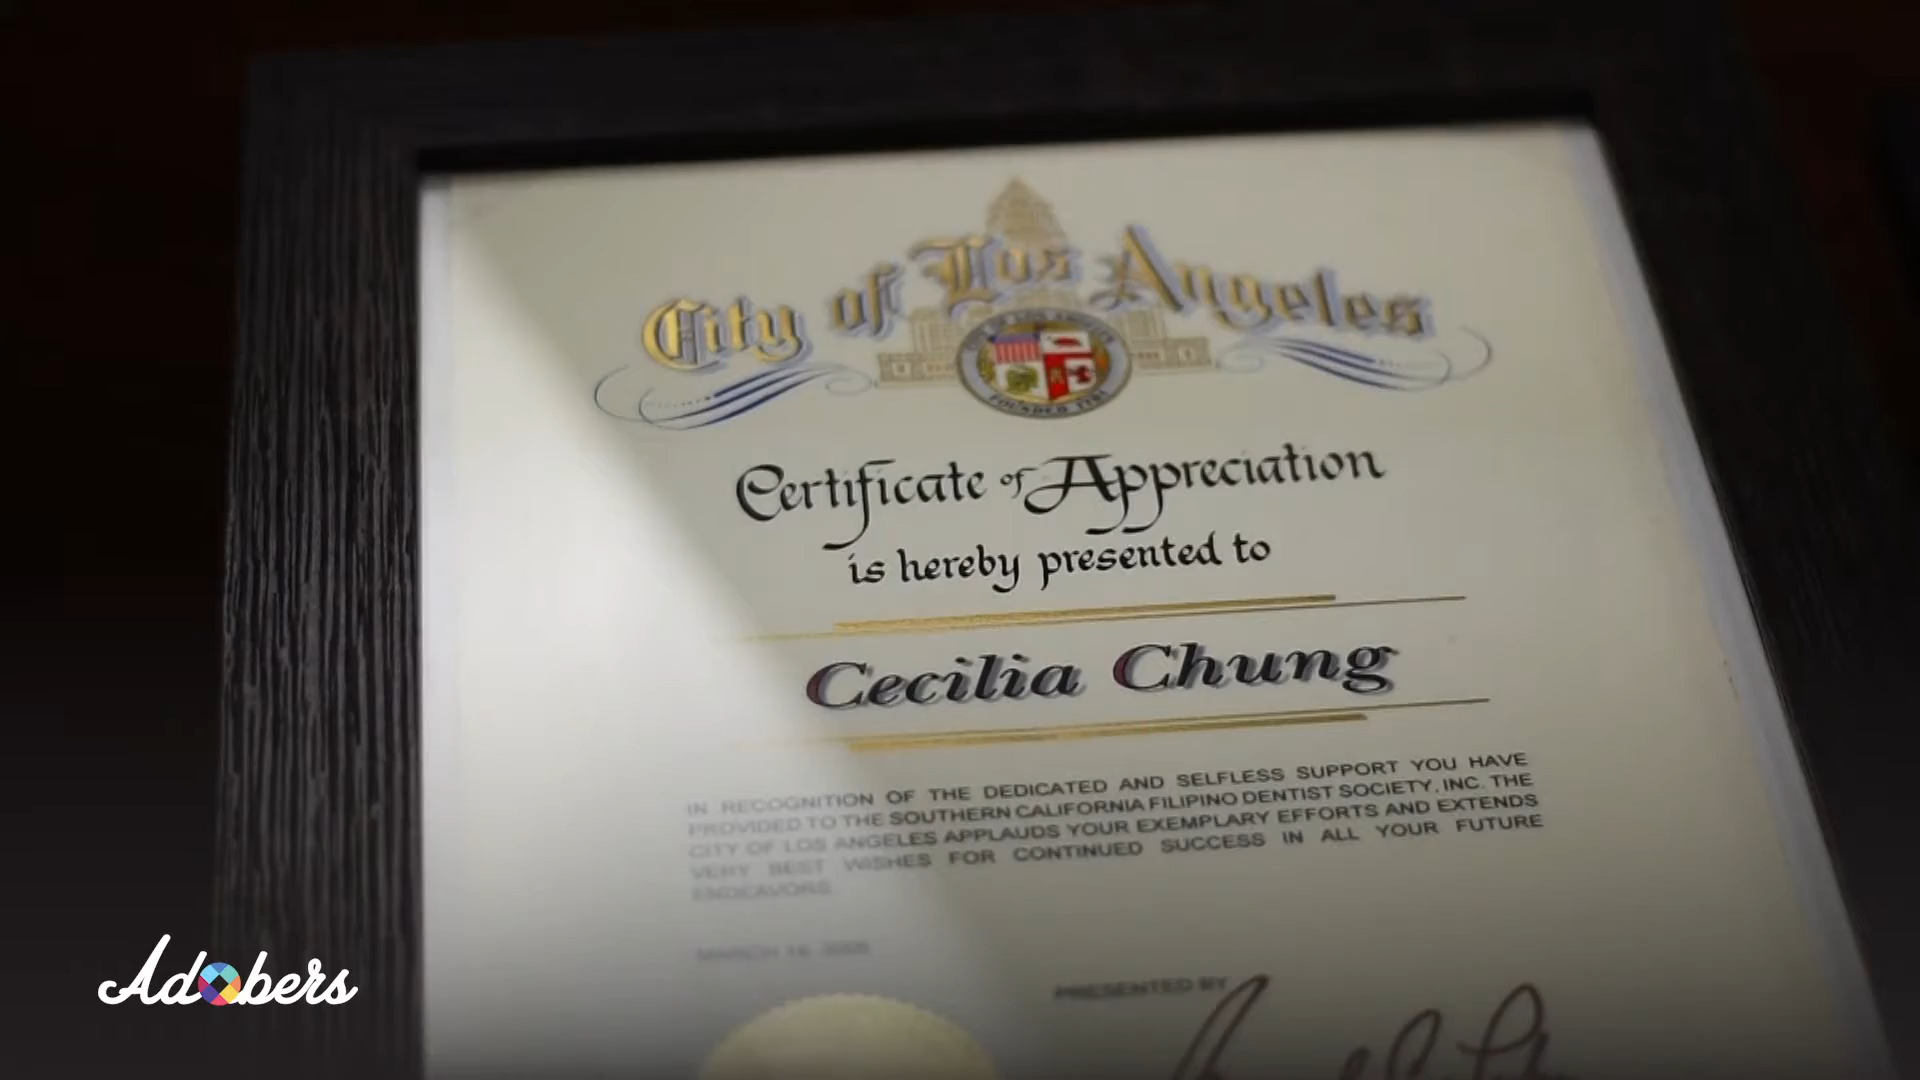 City of Los Angeles
FOUNDED 1781
Certificate of Appreciation
is hereby presented to
Cecilia Chung
IN RECOGNITION OF THE DEDICATED AND SELFLESS SUPPORT YOU HAVE
PROVIDED TO THE SOUTHERN CALIFORNIA FILIPINO DENTIST SOCIETY, INC. THE
CITY OF LOS ANGELES APPLAUDS YOUR EXEMPLARY EFFORTS AND EXTENDS
VERY BEST WISHES FOR CONTINUED SUCCESS IN ALL YOUR FUTURE
ENDEAVORS
MARCH
PRESENTED BY
Adobers